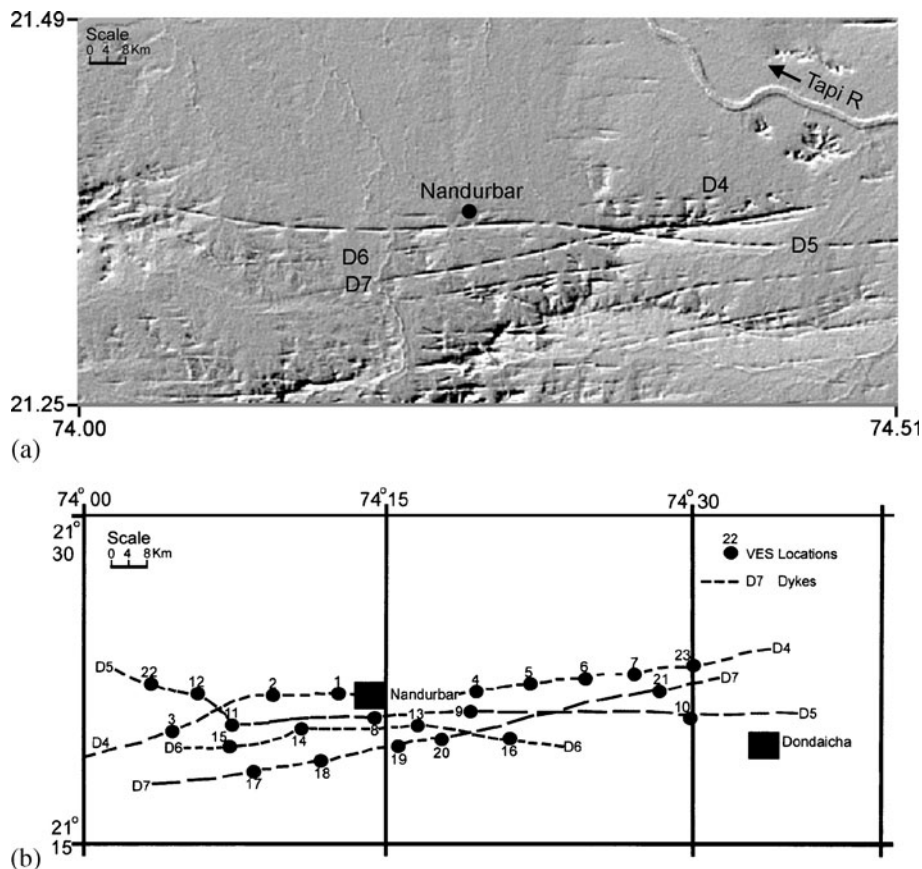 21.49
Scale
0 4 8 Km
Tapi R
D4
Nandurbar
D6
D5
D7
21.25
74.00
74.51
(a)
74°00 74°15 74°30
21°30
Scale
0 4 8 Km
22
VES Locations
D7 Dykes
D4
23
D5
22
7
6
D7
12
2
1
4
5
21
Nandurbar
3
11
8
9
10
D5
14
13
D4
D6
15
16
D6
Dondaicha
19
20
18
D7
17
21°15
(b)